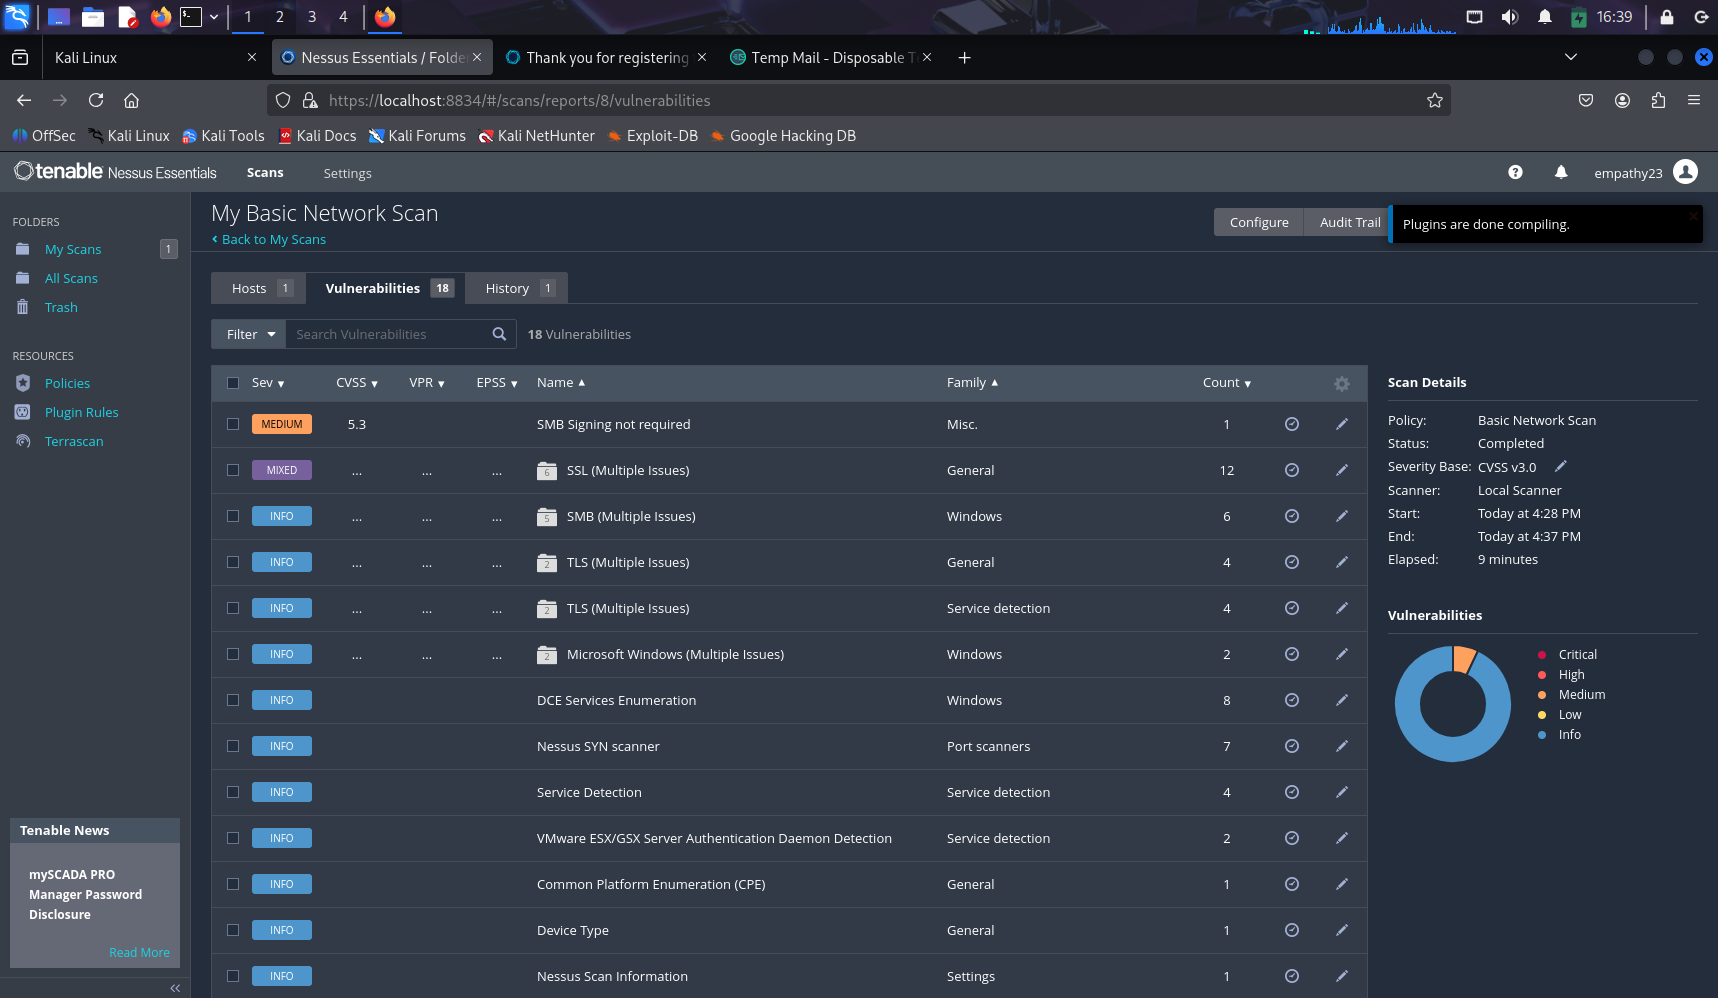 1 2 3 4 16:39
Kali Linux Nessus Essentials / Folde Thank you for registering Temp Mail - Disposable T
https://localhost:8834/#/scans/reports/8/vulnerabilities
OffSec Kali Linux Kali Tools Kali Docs Kali Forums Kali NetHunter Exploit-DB Google Hacking DB
tenable Nessus Essentials Scans Settings empathy23
FOLDERS
My Scans 1
All Scans
Trash
RESOURCES
Policies
Plugin Rules
Terrascan
Tenable News
mySCADA PRO
Manager Password
Disclosure
Read More
My Basic Network Scan
Back to My Scans
Configure Audit Trail
Plugins are done compiling.
Hosts 1 Vulnerabilities 18 History 1
Filter Search Vulnerabilities 18 Vulnerabilities
Sev CVSS VPR EPSS Name Family Count
MEDIUM 5.3 SMB Signing not required Misc. 1
MIXED ... ... ... 6 SSL (Multiple Issues) General 12
INFO ... ... ... 5 SMB (Multiple Issues) Windows 6
INFO ... ... ... 2 TLS (Multiple Issues) General 4
INFO ... ... ... 2 TLS (Multiple Issues) Service detection 4
INFO ... ... ... 2 Microsoft Windows (Multiple Issues) Windows 2
INFO DCE Services Enumeration Windows 8
INFO Nessus SYN scanner Port scanners 7
INFO Service Detection Service detection 4
INFO VMware ESX/GSX Server Authentication Daemon Detection Service detection 2
INFO Common Platform Enumeration (CPE) General 1
INFO Device Type General 1
INFO Nessus Scan Information Settings 1
Scan Details
Policy: Basic Network Scan
Status: Completed
Severity Base: CVSS v3.0
Scanner: Local Scanner
Start: Today at 4:28 PM
End: Today at 4:37 PM
Elapsed: 9 minutes
Vulnerabilities
Critical
High
Medium
Low
Info